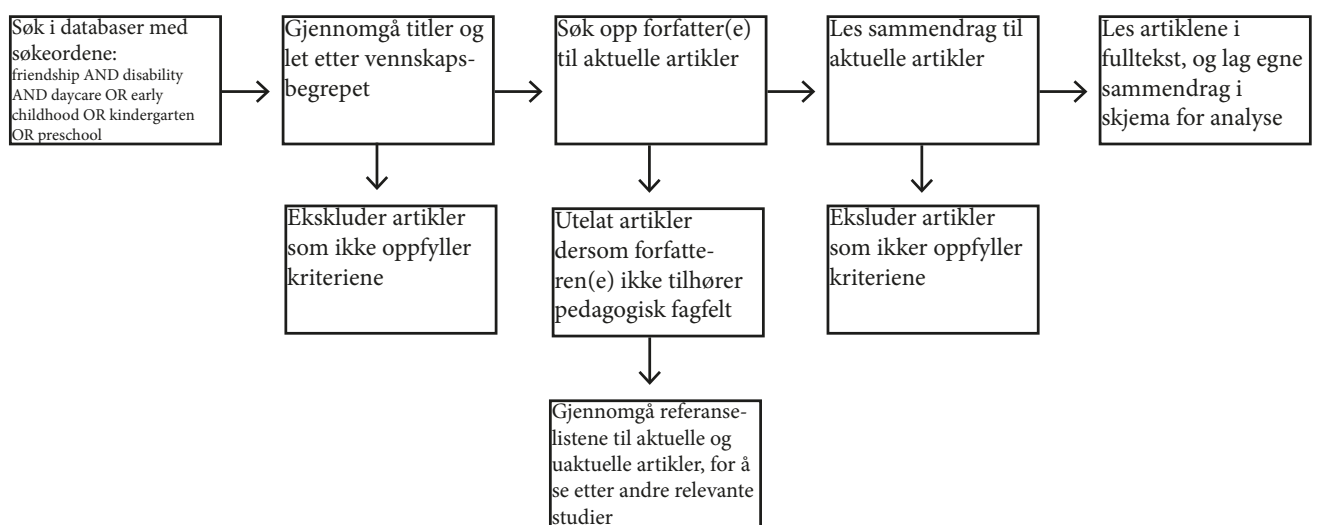 Søk i databaser med
søkeordene:
friendship AND disability
AND daycare OR early
childhood OR kindergarten
OR preschool
Gjennomgå titler og
let etter vennskaps-
begrepet
Søk opp forfatter(e)
til aktuelle artikler
Les sammendrag til
aktuelle artikler
Les artiklene i
fulltekst, og lag egne
sammendrag i
skjema for analyse
Ekskluder artikler
som ikke oppfyller
kriteriene
Utelat artikler
dersom forfatte-
ren(e) ikke tilhører
pedagogisk fagfelt
Eksluder artikler
som ikker oppfyller
kriteriene
Gjennomgå referanse-
listene til aktuelle og
uaktuelle artikler, for å
se etter andre relevante
studier